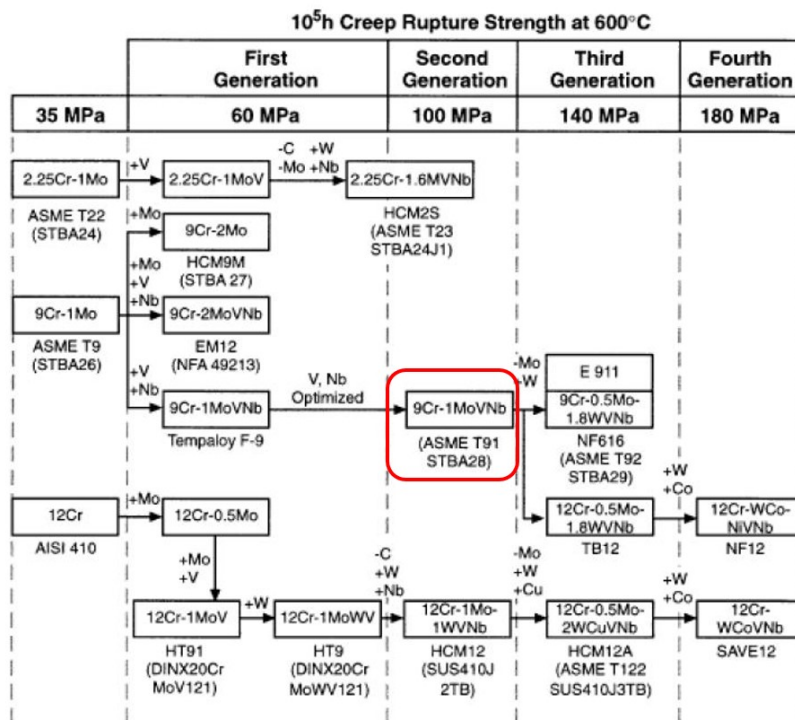 10⁵h Creep Rupture Strength at 600°C
First Generation
Second Generation
Third Generation
Fourth Generation
35 MPa
60 MPa
100 MPa
140 MPa
180 MPa
2.25Cr-1Mo
+V
2.25Cr-1MoV
-C +W
-Mo +Nb
2.25Cr-1.6MVNb
ASME T22
(STBA24)
HCM2S
(ASME T23
STBA24J1)
+Mo
9Cr-2Mo
HCM9M
(STBA 27)
+Mo
+V
+Nb
9Cr-1Mo
9Cr-2MoVNb
ASME T9
(STBA26)
EM12
(NFA 49213)
+V
+Nb
9Cr-1MoVNb
Tempaloy F-9
V, Nb
Optimized
9Cr-1MoVNb
(ASME T91
STBA28)
-Mo
+W
E 911
9Cr-0.5Mo-
1.8WVNb
NF616
(ASME T92
STBA29)
12Cr-0.5Mo-
1.8WVNb
TB12
+W
+Co
12Cr-WCo-
NiVNb
NF12
12Cr
AISI 410
+Mo
12Cr-0.5Mo
+Mo
+V
12Cr-1MoV
HT91
(DINX20Cr
MoV121)
+W
12Cr-1MoWV
HT9
(DINX20Cr
MoWV121)
-C
+W
+Nb
12Cr-1Mo-
1WVNb
HCM12
(SUS410J
2TB)
-Mo
+W
+Cu
12Cr-0.5Mo-
2WCuVNb
HCM12A
(ASME T122
SUS410J3TB)
+W
+Co
12Cr-
WCoVNb
SAVE12